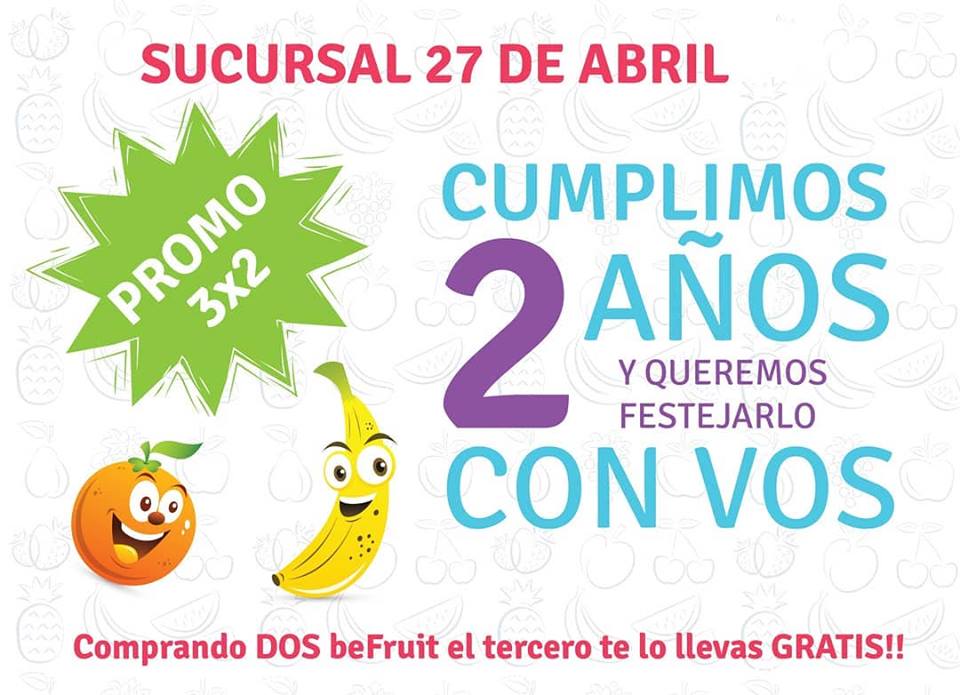 SUCURSAL 27 DE ABRIL
PROMO
3x2
CUMPLIMOS
2 AÑOS
Y QUEREMOS
FESTEJARLO
CON VOS
Comprando DOS beFruit el tercero te lo llevas GRATIS!!